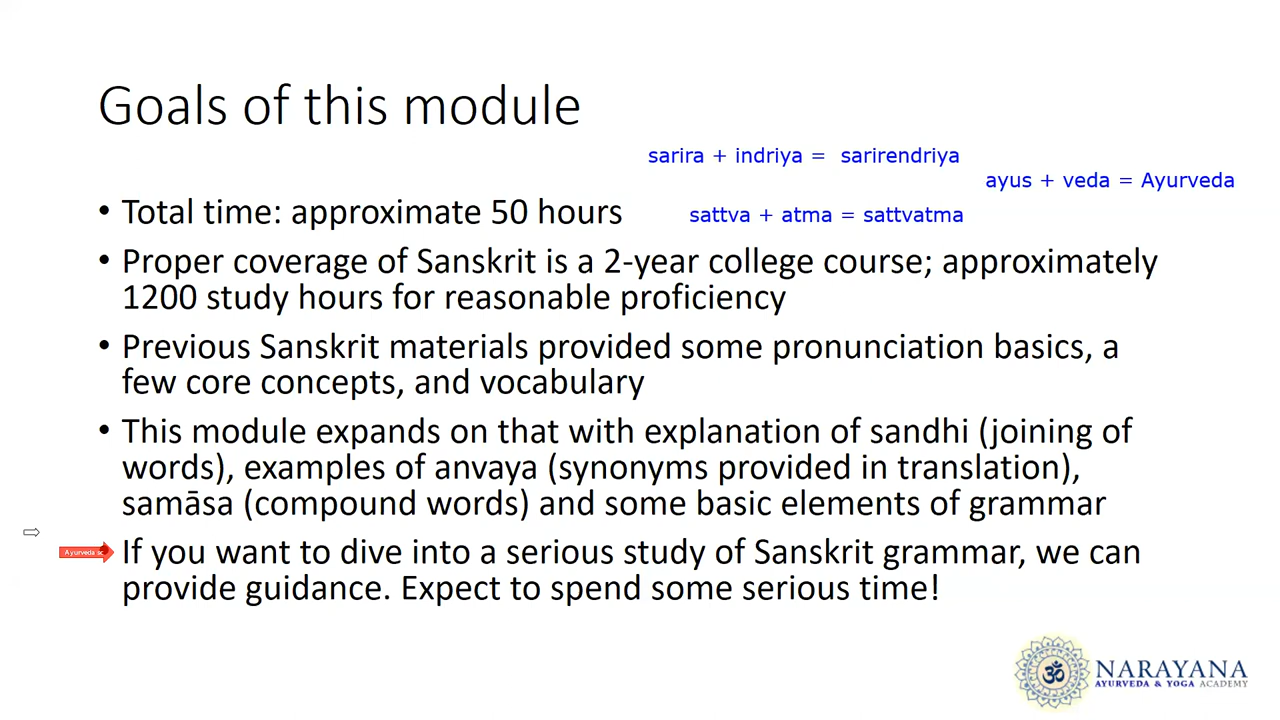 Goals of this module
sarira + indriya = sarirendriya
ayus + veda = Ayurveda
• Total time: approximate 50 hours
sattva + atma = sattvatma
• Proper coverage of Sanskrit is a 2-year college course; approximately
1200 study hours for reasonable proficiency
• Previous Sanskrit materials provided some pronunciation basics, a
few core concepts, and vocabulary
• This module expands on that with explanation of sandhi (joining of
words), examples of anvaya (synonyms provided in translation),
samāsa (compound words) and some basic elements of grammar
Ayurveda
If you want to dive into a serious study of Sanskrit grammar, we can
provide guidance. Expect to spend some serious time!
ॐ
NARAYANA
AYURVEDA & YOGA ACADEMY